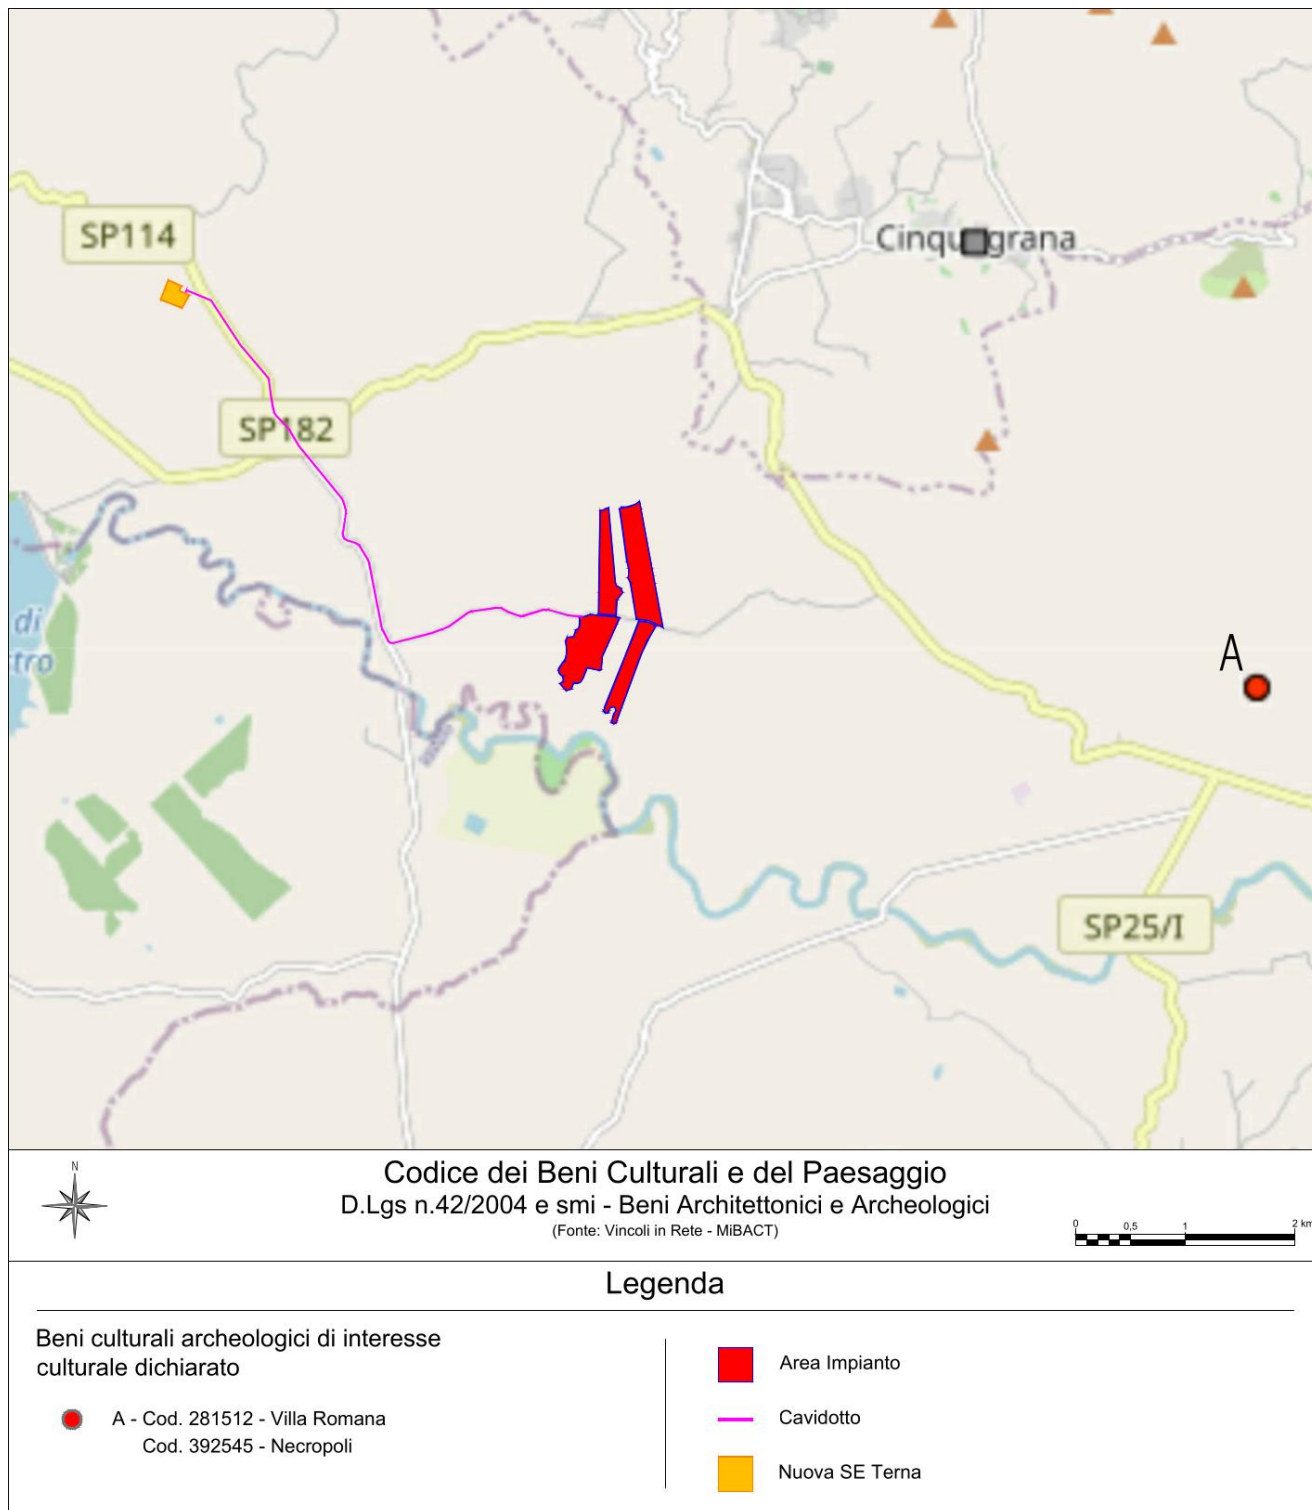 SP114
Cinqu grana
SP182
di
tro
A
SP25/I
N
Codice dei Beni Culturali e del Paesaggio
D.Lgs n.42/2004 e smi - Beni Architettonici e Archeologici
(Fonte: Vincoli in Rete - MiBACT)
0 0,5 1 2 km
Legenda
Beni culturali archeologici di interesse
culturale dichiarato
A - Cod. 281512 - Villa Romana
Cod. 392545 - Necropoli
Area Impianto
Cavidotto
Nuova SE Terna